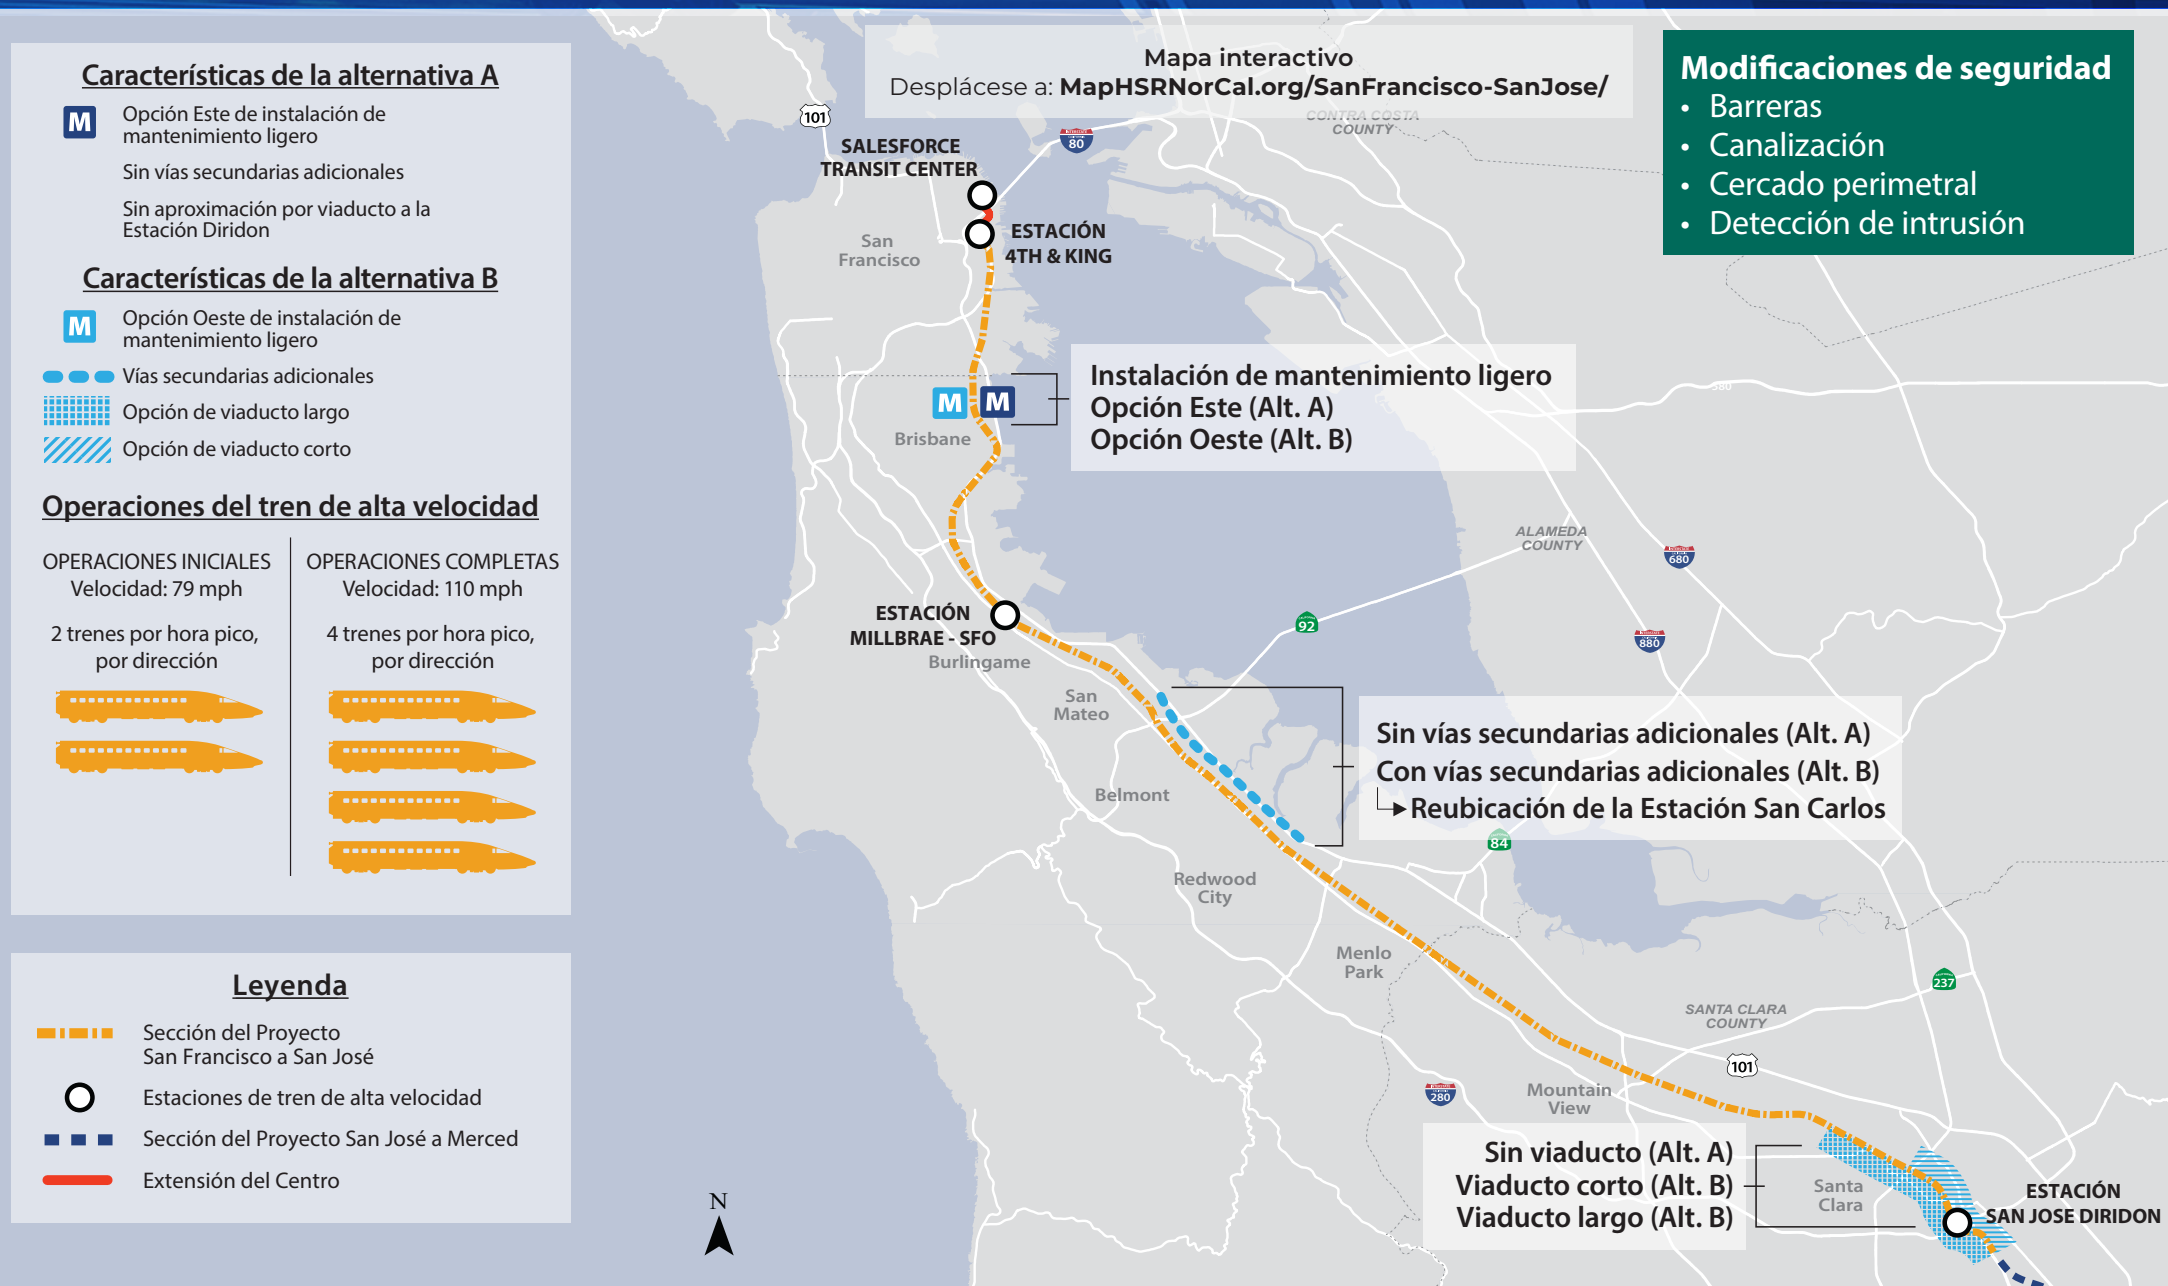 Características de la alternativa A
M
Opción Este de instalación de
mantenimiento ligero
Sin vías secundarias adicionales
Sin aproximación por viaducto a la
Estación Diridon
Características de la alternativa B
M
Opción Oeste de instalación de
mantenimiento ligero
Vías secundarias adicionales
Opción de viaducto largo
Opción de viaducto corto
Operaciones del tren de alta velocidad
OPERACIONES INICIALES
Velocidad: 79 mph
2 trenes por hora pico,
por dirección
OPERACIONES COMPLETAS
Velocidad: 110 mph
4 trenes por hora pico,
por dirección
Leyenda
Sección del Proyecto
San Francisco a San José
Estaciones de tren de alta velocidad
Sección del Proyecto San José a Merced
Extensión del Centro
Mapa interactivo
Desplácese a: MapHSRNorCal.org/SanFrancisco-SanJose/
Modificaciones de seguridad
• Barreras
• Canalización
• Cercado perimetral
• Detección de intrusión
CONTRA COSTA
COUNTY
101
80
SALESFORCE
TRANSIT CENTER
ESTACIÓN
4TH & KING
San
Francisco
580
M
M
Instalación de mantenimiento ligero
Opción Este (Alt. A)
Opción Oeste (Alt. B)
Brisbane
ALAMEDA
COUNTY
680
880
92
ESTACIÓN
MILLBRAE - SFO
Burlingame
San
Mateo
Sin vías secundarias adicionales (Alt. A)
Con vías secundarias adicionales (Alt. B)
Reubicación de la Estación San Carlos
Belmont
84
Redwood
City
Menlo
Park
237
SANTA CLARA
COUNTY
101
280
Mountain
View
Sin viaducto (Alt. A)
Viaducto corto (Alt. B)
Viaducto largo (Alt. B)
Santa
Clara
ESTACIÓN
SAN JOSE DIRIDON
N